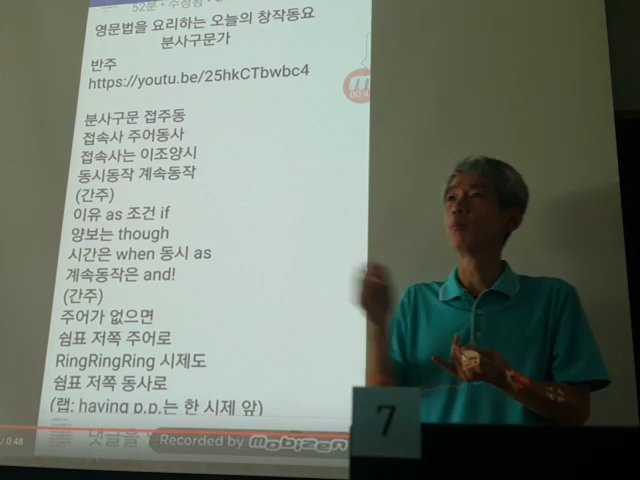 영문법을 요리하는 오늘의 창작동요
분사구문가
반주
https://youtu.be/25hkCTbwbc4
분사구문 접주동
접속사 주어동사
접속사는 이조양시
동시동작 계속동작
(간주)
이유 as 조건 if
양보는 though
시간은 when 동시 as
계속동작은 and!
(간주)
주어가 없으면
쉼표 저쪽 주어로
RingRingRing 시제도
쉼표 저쪽 동사로
(랩: having p.p.는 한 시제 앞)
/ 0:48
댓글을
Recorded by mobizen
7